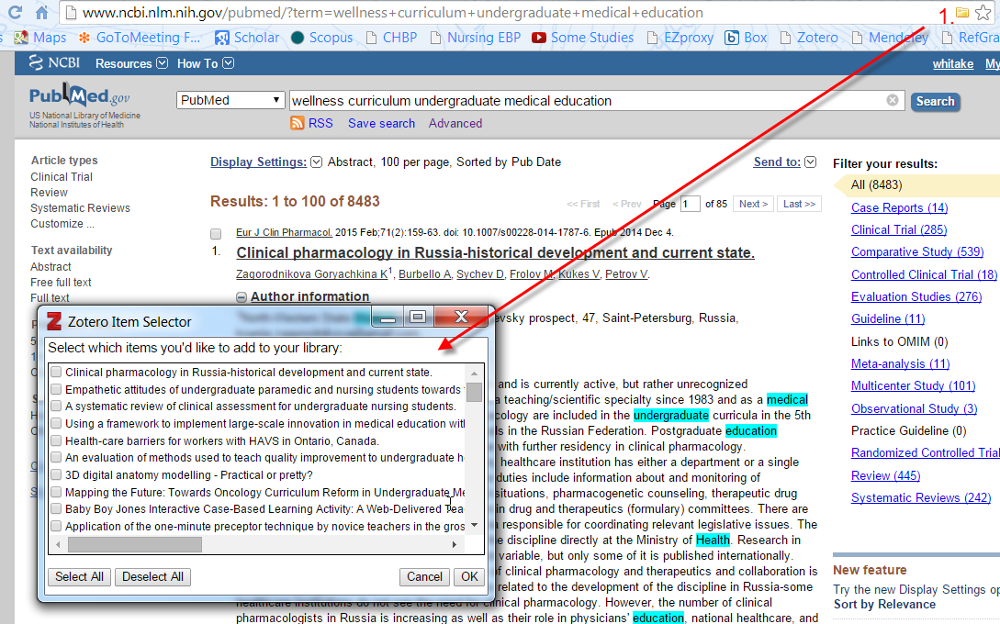 www.ncbi.nlm.nih.gov/pubmed/?term=wellness+curriculum+undergraduate+medical+education
1.
Maps GoToMeeting F... Scholar Scopus CHBP Nursing EBP Some Studies EZproxy Box Zotero Mendeley RefGra
NCBI Resources How To whitake My
PubMed.gov
US National Library of Medicine
National Institutes of Health
PubMed wellness curriculum undergraduate medical education Search
RSS Save search Advanced
Article types
Clinical Trial
Review
Systematic Reviews
Customize ...
Text availability
Abstract
Free full text
Full text
Display Settings: Abstract, 100 per page, Sorted by Pub Date Send to:
Results: 1 to 100 of 8483
<< First < Prev Page 1 of 85 Next > Last >>
Eur J Clin Pharmacol. 2015 Feb;71(2):159-63. doi: 10.1007/s00228-014-1787-6. Epub 2014 Dec 4.
1. Clinical pharmacology in Russia-historical development and current state.
Zagorodnikova Goryachkina K1, Burbello A, Sychev D, Frolov M, Kukes V, Petrov V.
Author information
evsky prospect, 47, Saint-Petersburg, Russia,
and is currently active, but rather unrecognized
a teaching/scientific specialty since 1983 and as a medical
cology are included in the undergraduate curricula in the 5th
ls in the Russian Federation. Postgraduate education
with further residency in clinical pharmacology.
healthcare institution has either a department or a single
duties include information about and monitoring of
situations, pharmacogenetic counseling, therapeutic drug
in drug and therapeutics (formulary) committees. There are
n responsible for coordinating relevant legislative issues. The
e discipline directly at the Ministry of Health. Research in
variable, but only some of it is published internationally.
of clinical pharmacology and therapeutics and collaboration is
related to the development of the discipline in Russia-some
healthcare institutions do not see the need for clinical pharmacology. However, the number of clinical
pharmacologists in Russia is increasing as well as their role in physicians' education, national healthcare, and
Zotero Item Selector
Select which items you'd like to add to your library:
Clinical pharmacology in Russia-historical development and current state.
Empathetic attitudes of undergraduate paramedic and nursing students towards
A systematic review of clinical assessment for undergraduate nursing students.
Using a framework to implement large-scale innovation in medical education wit
Health-care barriers for workers with HAVS in Ontario, Canada.
An evaluation of methods used to teach quality improvement to undergraduate h
3D digital anatomy modelling - Practical or pretty?
Mapping the Future: Towards Oncology Curriculum Reform in Undergraduate Me
Baby Boy Jones Interactive Case-Based Learning Activity: A Web-Delivered Tea
Application of the one-minute preceptor technique by novice teachers in the gros
Select All Deselect All Cancel OK
Filter your results:
All (8483)
Case Reports (14)
Clinical Trial (285)
Comparative Study (539)
Controlled Clinical Trial (18)
Evaluation Studies (276)
Guideline (11)
Links to OMIM (0)
Meta-analysis (11)
Multicenter Study (101)
Observational Study (3)
Practice Guideline (0)
Randomized Controlled Trial
Review (445)
Systematic Reviews (242)
New feature
Try the new Display Settings op
Sort by Relevance